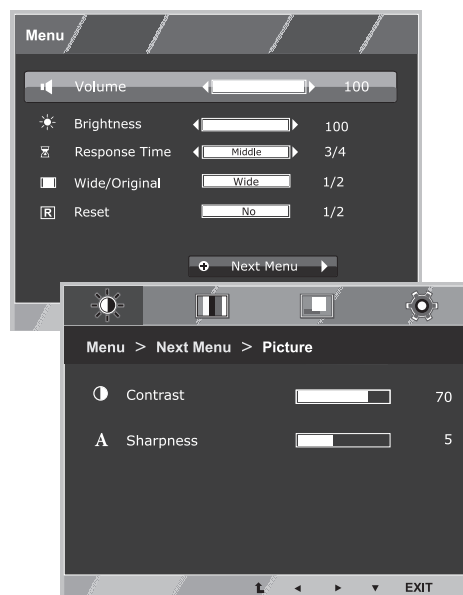 Menu
Volume 100
Brightness 100
Response Time Middle 3/4
Wide/Original Wide 1/2
R Reset No 1/2
Next Menu
Menu > Next Menu > Picture
Contrast 70
A Sharpness 5
EXIT